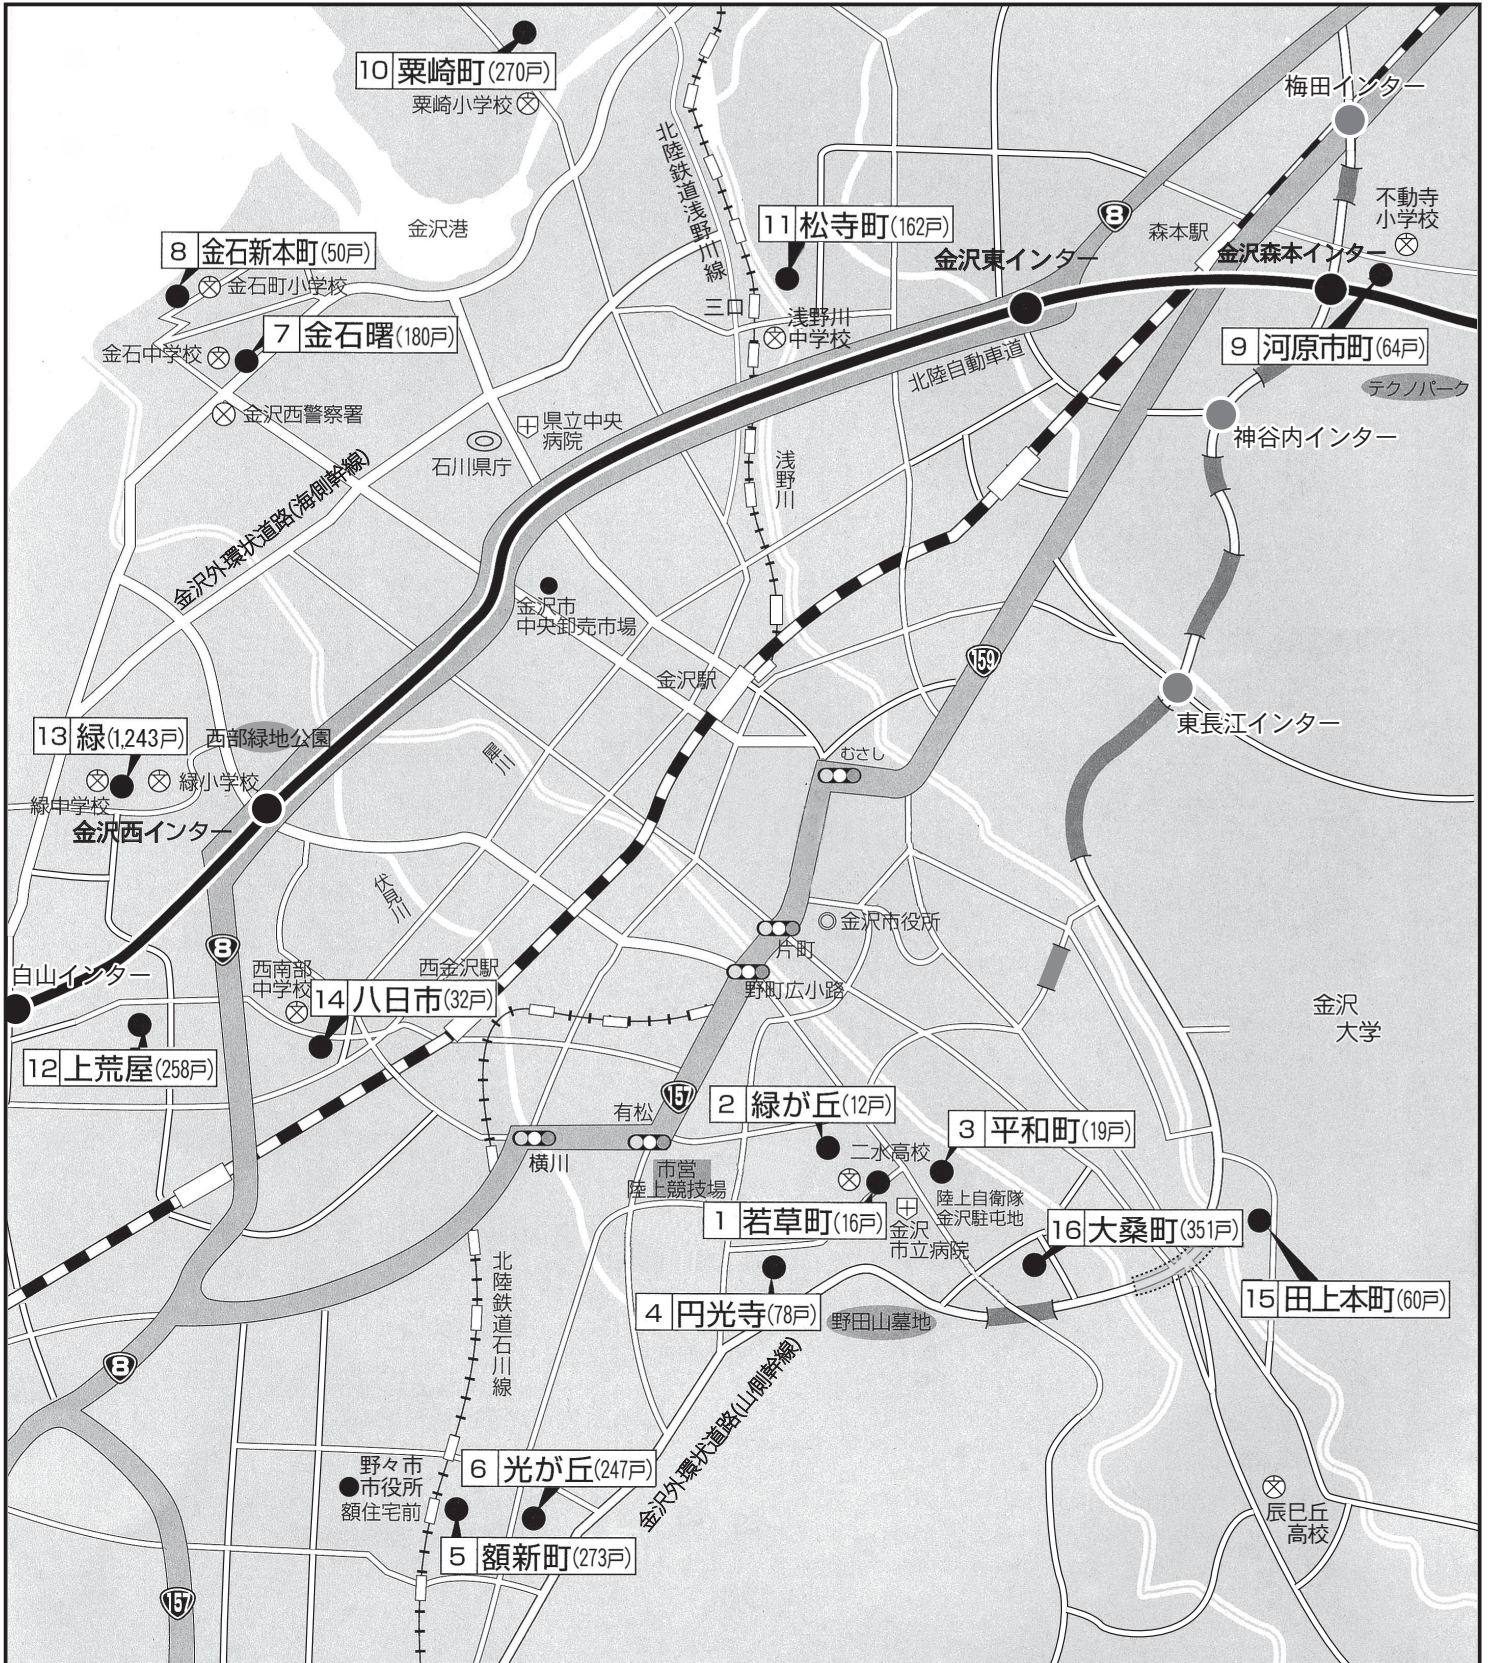 10 粟崎町(270戸)
粟崎小学校
梅田インター
北陸鉄道浅野川線
不動寺
小学校
8
金沢港
11 松寺町(162戸)
森本駅
8 金石新本町(50戸)
金沢東インター
金沢森本インター
金石町小学校
三口
浅野川
中学校
7 金石曙(180戸)
金石中学校
9 河原市町(64戸)
北陸自動車道
テクノパーク
金沢西警察署
県立中央
病院
石川県庁
神谷内インター
浅野川
金沢外環状道路(海側幹線)
金沢市
中央卸売市場
159
金沢駅
東長江インター
13 緑(1,243戸)
西部緑地公園
犀川
むさし
緑小学校
緑中学校
金沢西インター
伏見川
金沢市役所
片町
8
白山インター
西南部
中学校
西金沢駅
野町広小路
14 八日市(32戸)
金沢
大学
12 上荒屋(258戸)
157
有松
2 緑が丘(12戸)
3 平和町(19戸)
横川
二水高校
市営
陸上競技場
陸上自衛隊
金沢駐屯地
1 若草町(16戸)
金沢
市立病院
16 大桑町(351戸)
北陸鉄道石川線
15 田上本町(60戸)
4 円光寺(78戸)
野田山墓地
8
金沢外環状道路(山側幹線)
野々市
市役所
6 光が丘(247戸)
額住宅前
辰巳丘
高校
5 額新町(273戸)
157